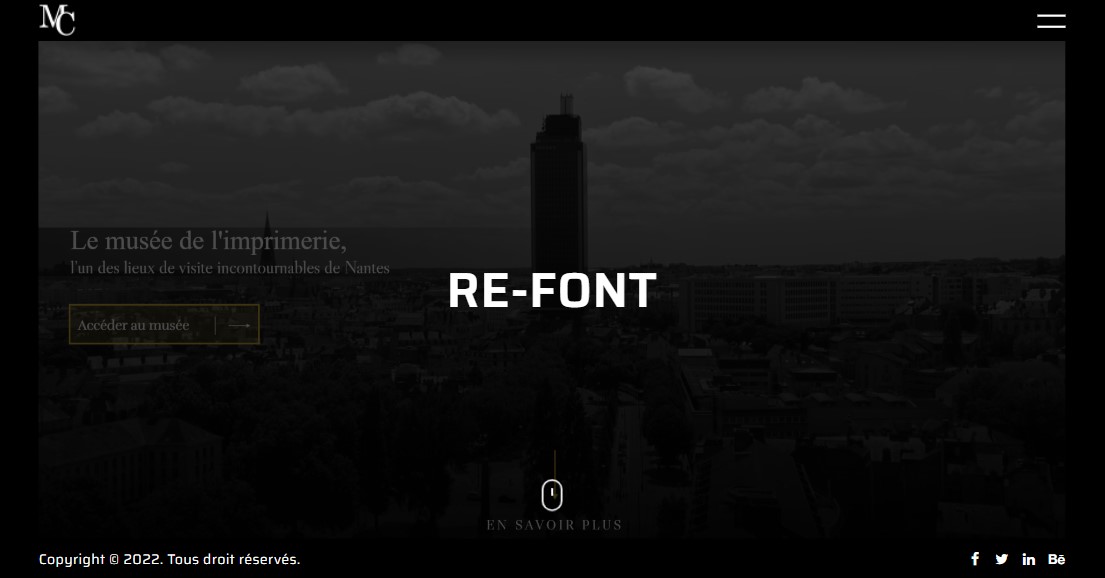 MC
Le musée de l'imprimerie,
l'un des lieux de visite incontournables de Nantes
RE-FONT
Accéder au musée
EN SAVOIR PLUS
Copyright © 2022. Tous droit réservés.
f in Bē